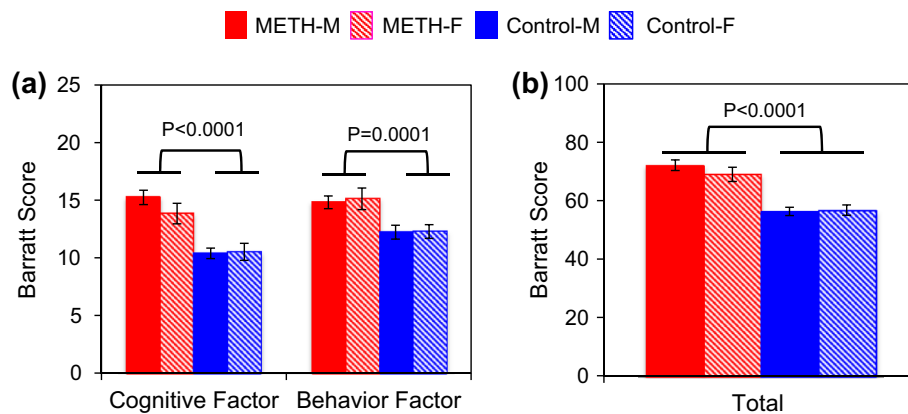 METH-M METH-F Control-M Control-F
(a)
Barratt Score
25
20
15
10
5
0
P<0.0001
P=0.0001
Cognitive Factor Behavior Factor
(b)
Barratt Score
100
80
60
40
20
0
P<0.0001
Total